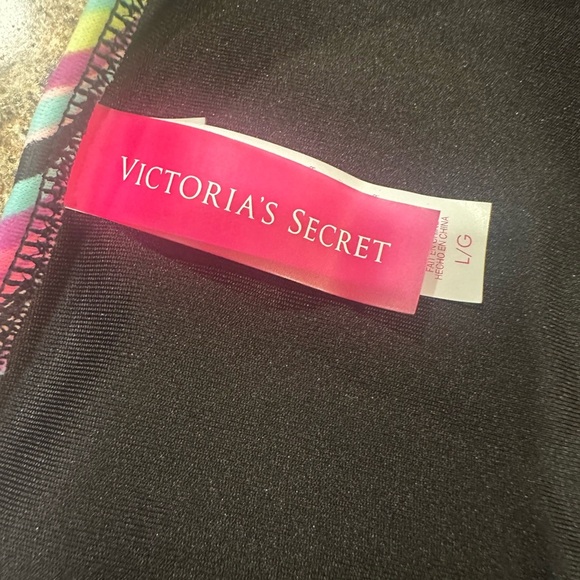 VICTORIA'S SECRET
HECHO EN CHINA
L/G